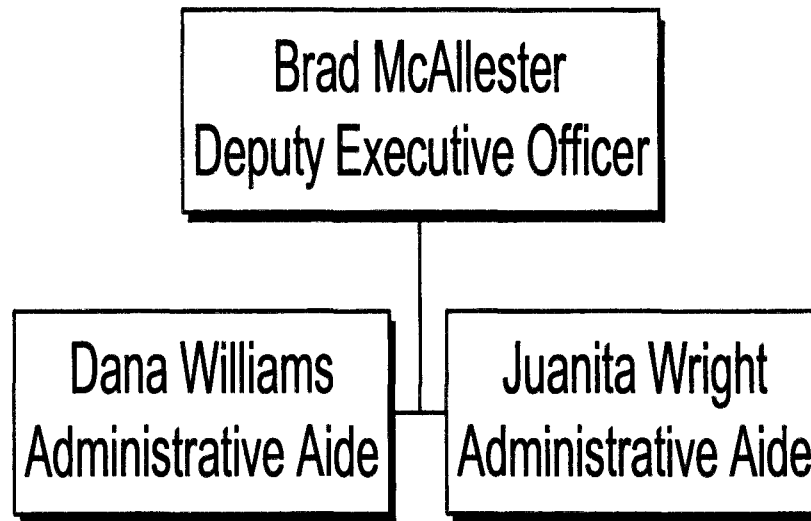 Brad McAllester
Deputy Executive Officer
Dana Williams
Administrative Aide
Juanita Wright
Administrative Aide